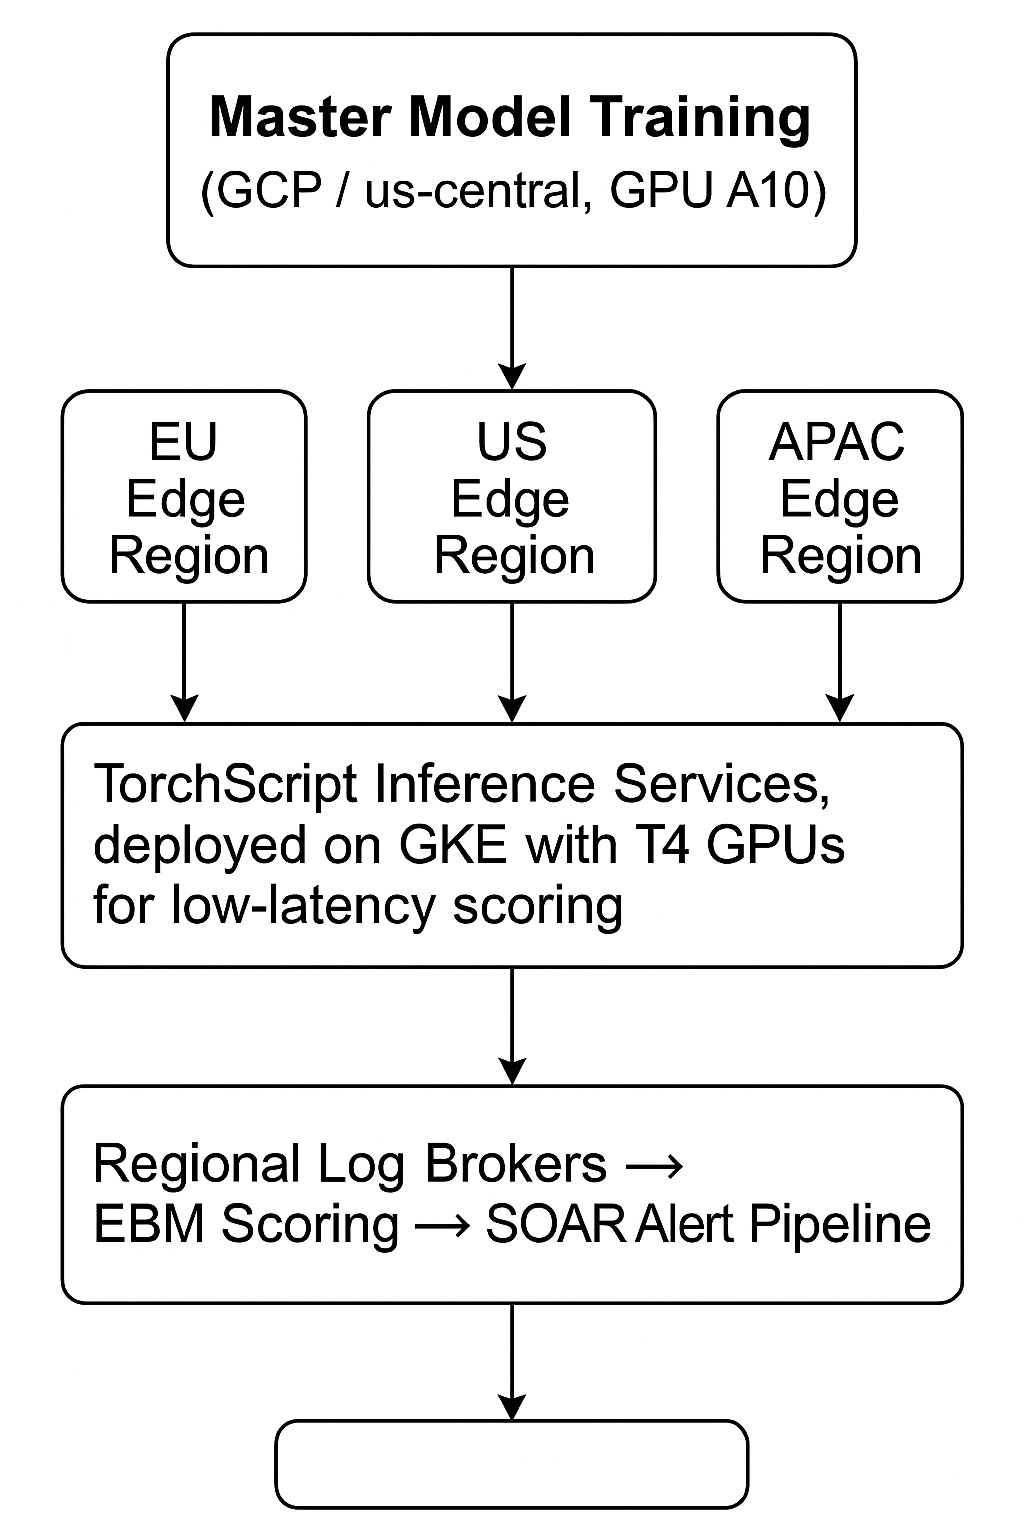 Master Model Training
(GCP / us-central, GPU A10)
EU
Edge
Region
US
Edge
Region
APAC
Edge
Region
TorchScript Inference Services,
deployed on GKE with T4 GPUs
for low-latency scoring
Regional Log Brokers →
EBM Scoring → SOAR Alert Pipeline